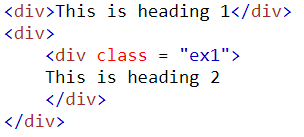 <div>This is heading 1</div>
<div>
    <div class = "ex1">
    This is heading 2
    </div>
</div>